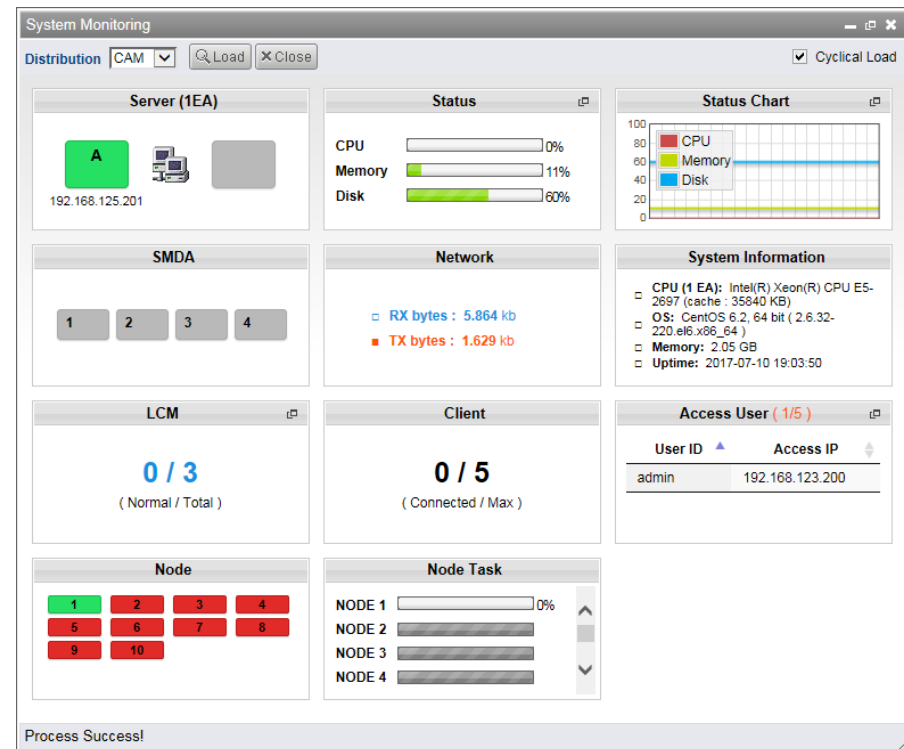 System Monitoring
Distribution CAM Load Close Cyclical Load
Server (1EA)
A
192.168.125.201
Status
CPU 0%
Memory 11%
Disk 60%
Status Chart
100
80
60
40
20
0
CPU
Memory
Disk
SMDA
1 2 3 4
Network
RX bytes : 5.864 kb
TX bytes : 1.629 kb
System Information
CPU (1 EA): Intel(R) Xeon(R) CPU E5-
2697 (cache : 35840 KB)
OS: CentOS 6.2, 64 bit ( 2.6.32-
220.el6.x86_64 )
Memory: 2.05 GB
Uptime: 2017-07-10 19:03:50
LCM
0 / 3
( Normal / Total )
Client
0 / 5
( Connected / Max )
Access User ( 1/5 )
User ID Access IP
admin 192.168.123.200
Node
1 2 3 4
5 6 7 8
9 10
Node Task
NODE 1 0%
NODE 2
NODE 3
NODE 4
Process Success!